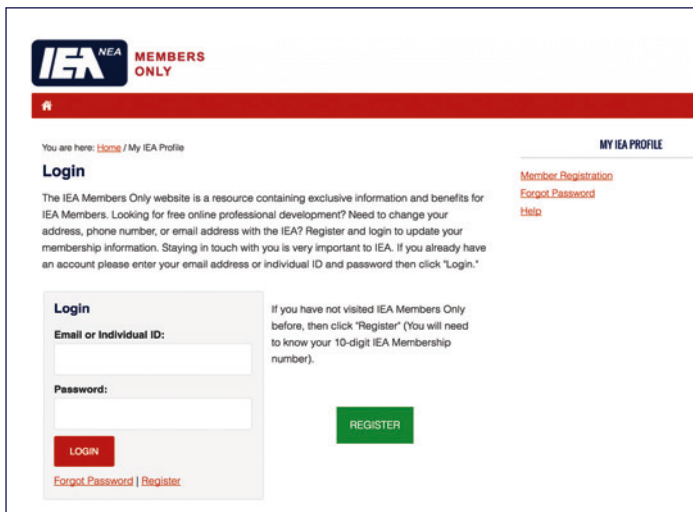 IEA NEA MEMBERS
ONLY
You are here: Home / My IEA Profile
MY IEA PROFILE
Login
Member Registration
Forgot Password
Help
The IEA Members Only website is a resource containing exclusive information and benefits for
IEA Members. Looking for free online professional development? Need to change your
address, phone number, or email address with the IEA? Register and login to update your
membership information. Staying in touch with you is very important to IEA. If you already have
an account please enter your email address or individual ID and password then click "Login."
Login
Email or Individual ID:
Password:
LOGIN
Forgot Password | Register
If you have not visited IEA Members Only
before, then click "Register" (You will need
to know your 10-digit IEA Membership
number).
REGISTER